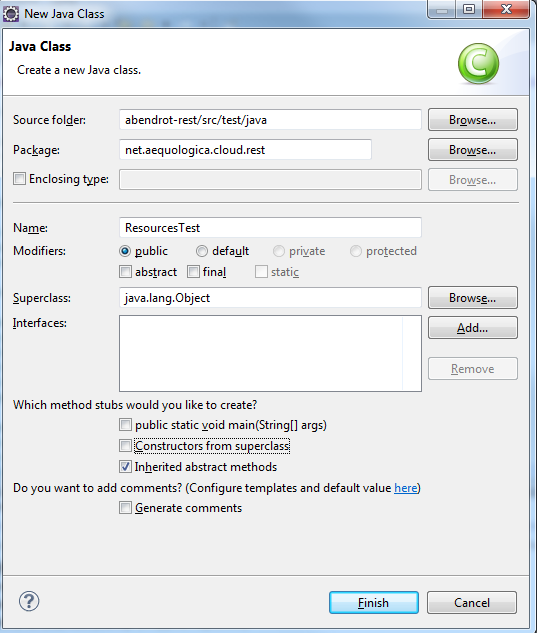 New Java Class
Java Class
Create a new Java class.
C
Source folder: abendrot-rest/src/test/java Browse...
Package: net.aequologica.cloud.rest Browse...
Enclosing type: Browse...
Name: ResourcesTest
Modifiers: public default private protected
abstract final static
Superclass: java.lang.Object Browse...
Interfaces: Add...
Remove
Which method stubs would you like to create?
public static void main(String[] args)
Constructors from superclass
Inherited abstract methods
Do you want to add comments? (Configure templates and default value here)
Generate comments
? Finish Cancel